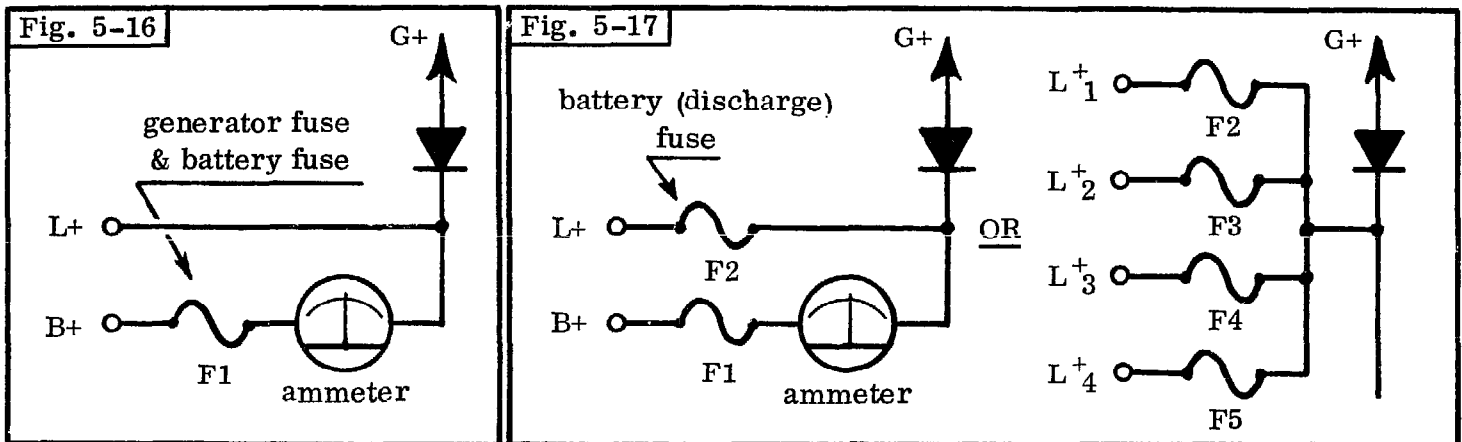 Fig. 5-16
G+
generator fuse
& battery fuse
L+
B+
F1
ammeter
Fig. 5-17
G+
battery (discharge)
fuse
L+
F2
B+
F1
ammeter
OR
G+
L+1
F2
L+2
F3
L+3
F4
L+4
F5